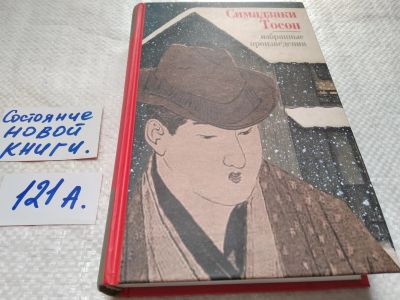 Симадзаки
Тосон
избранные
произведения
Состояние
новой
книги.
121 А.